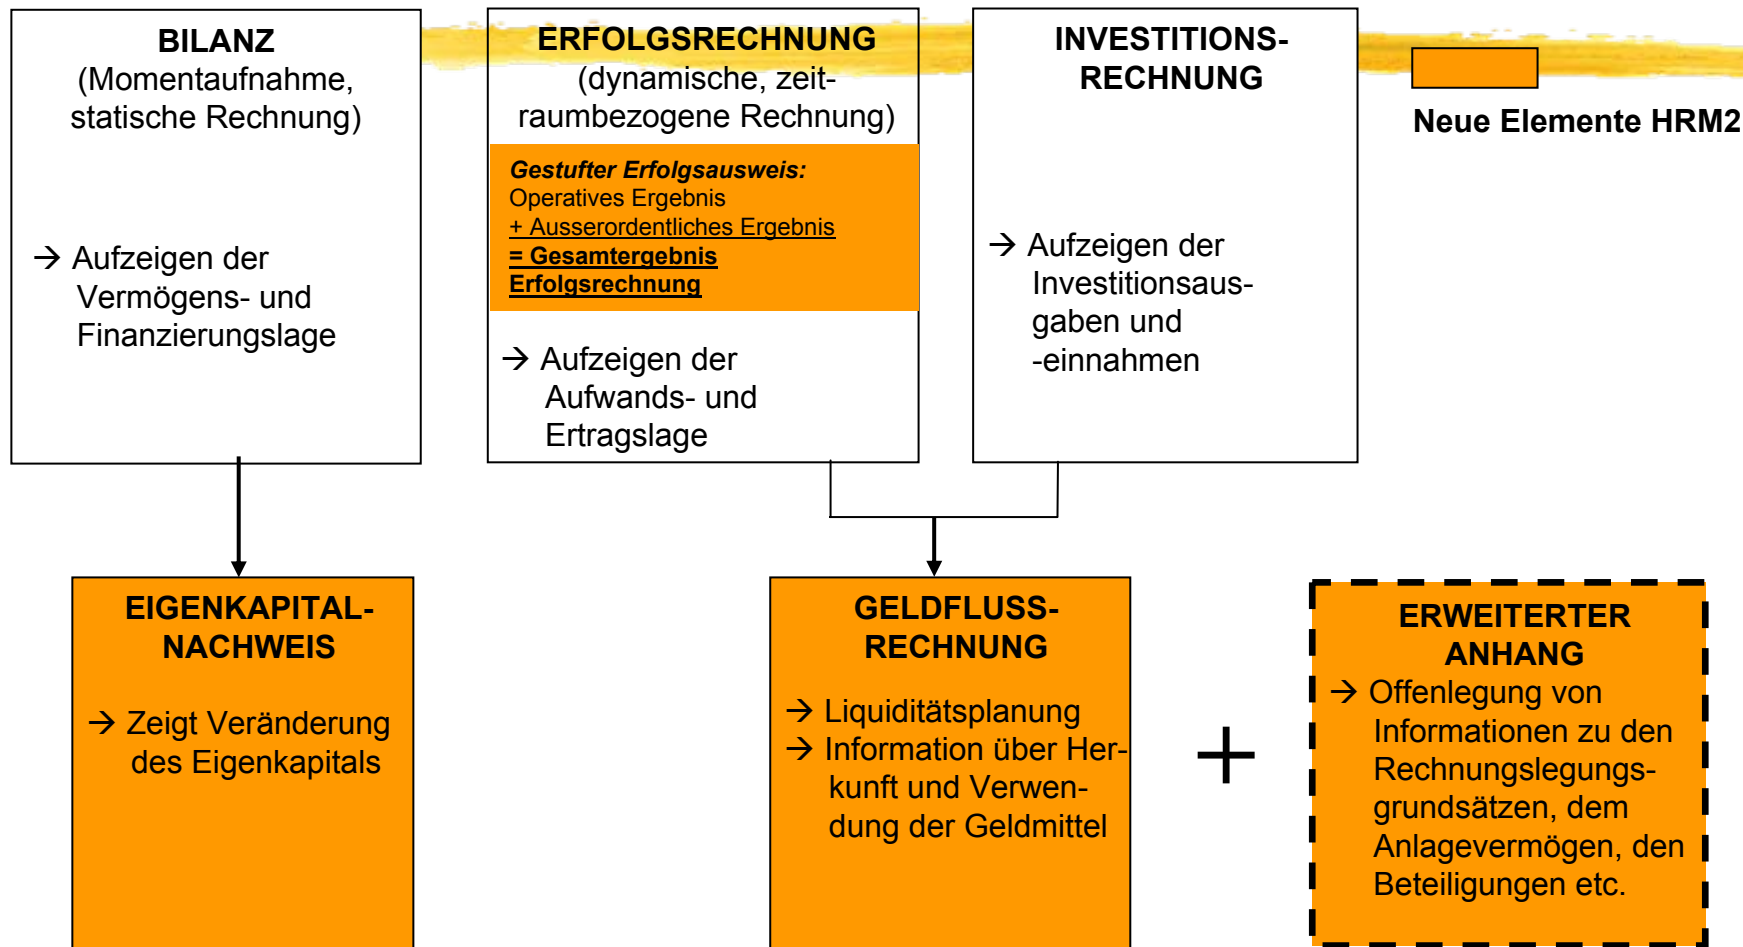 BILANZ
(Momentaufnahme,
statische Rechnung)
→ Aufzeigen der
Vermögens- und
Finanzierungslage
ERFOLGSRECHNUNG
(dynamische, zeit-
raumbezogene Rechnung)
Gestufter Erfolgsausweis:
Operatives Ergebnis
+ Ausserordentliches Ergebnis
= Gesamtergebnis
Erfolgsrechnung
→ Aufzeigen der
Aufwands- und
Ertragslage
INVESTITIONS-
RECHNUNG
→ Aufzeigen der
Investitionsaus-
gaben und
-einnahmen
Neue Elemente HRM2
EIGENKAPITAL-
NACHWEIS
→ Zeigt Veränderung
des Eigenkapitals
GELDFLUSS-
RECHNUNG
→ Liquiditätsplanung
→ Information über Her-
kunft und Verwen-
dung der Geldmittel
+
ERWEITERTER
ANHANG
→ Offenlegung von
Informationen zu den
Rechnungslegungs-
grundsätzen, dem
Anlagevermögen, den
Beteiligungen etc.